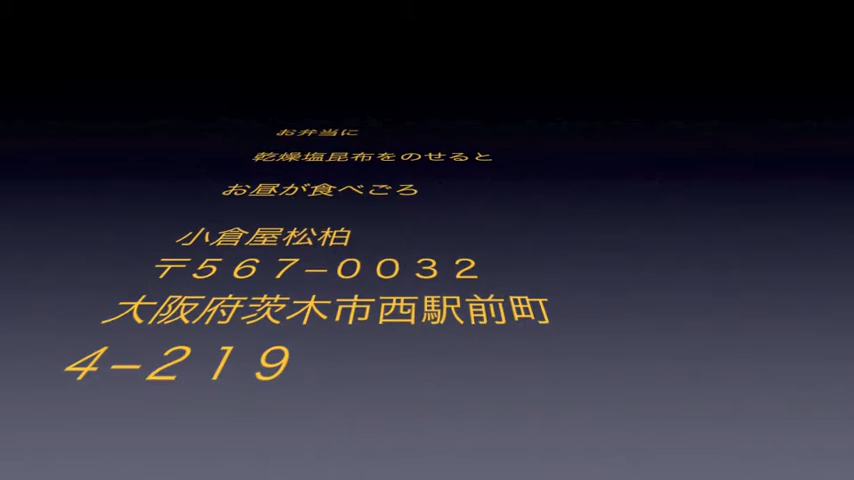 お弁当に
乾燥塩昆布をのせると
お昼が食べごろ
小倉屋松柏
〒567−0032
大阪府茨木市西駅前町
4−219